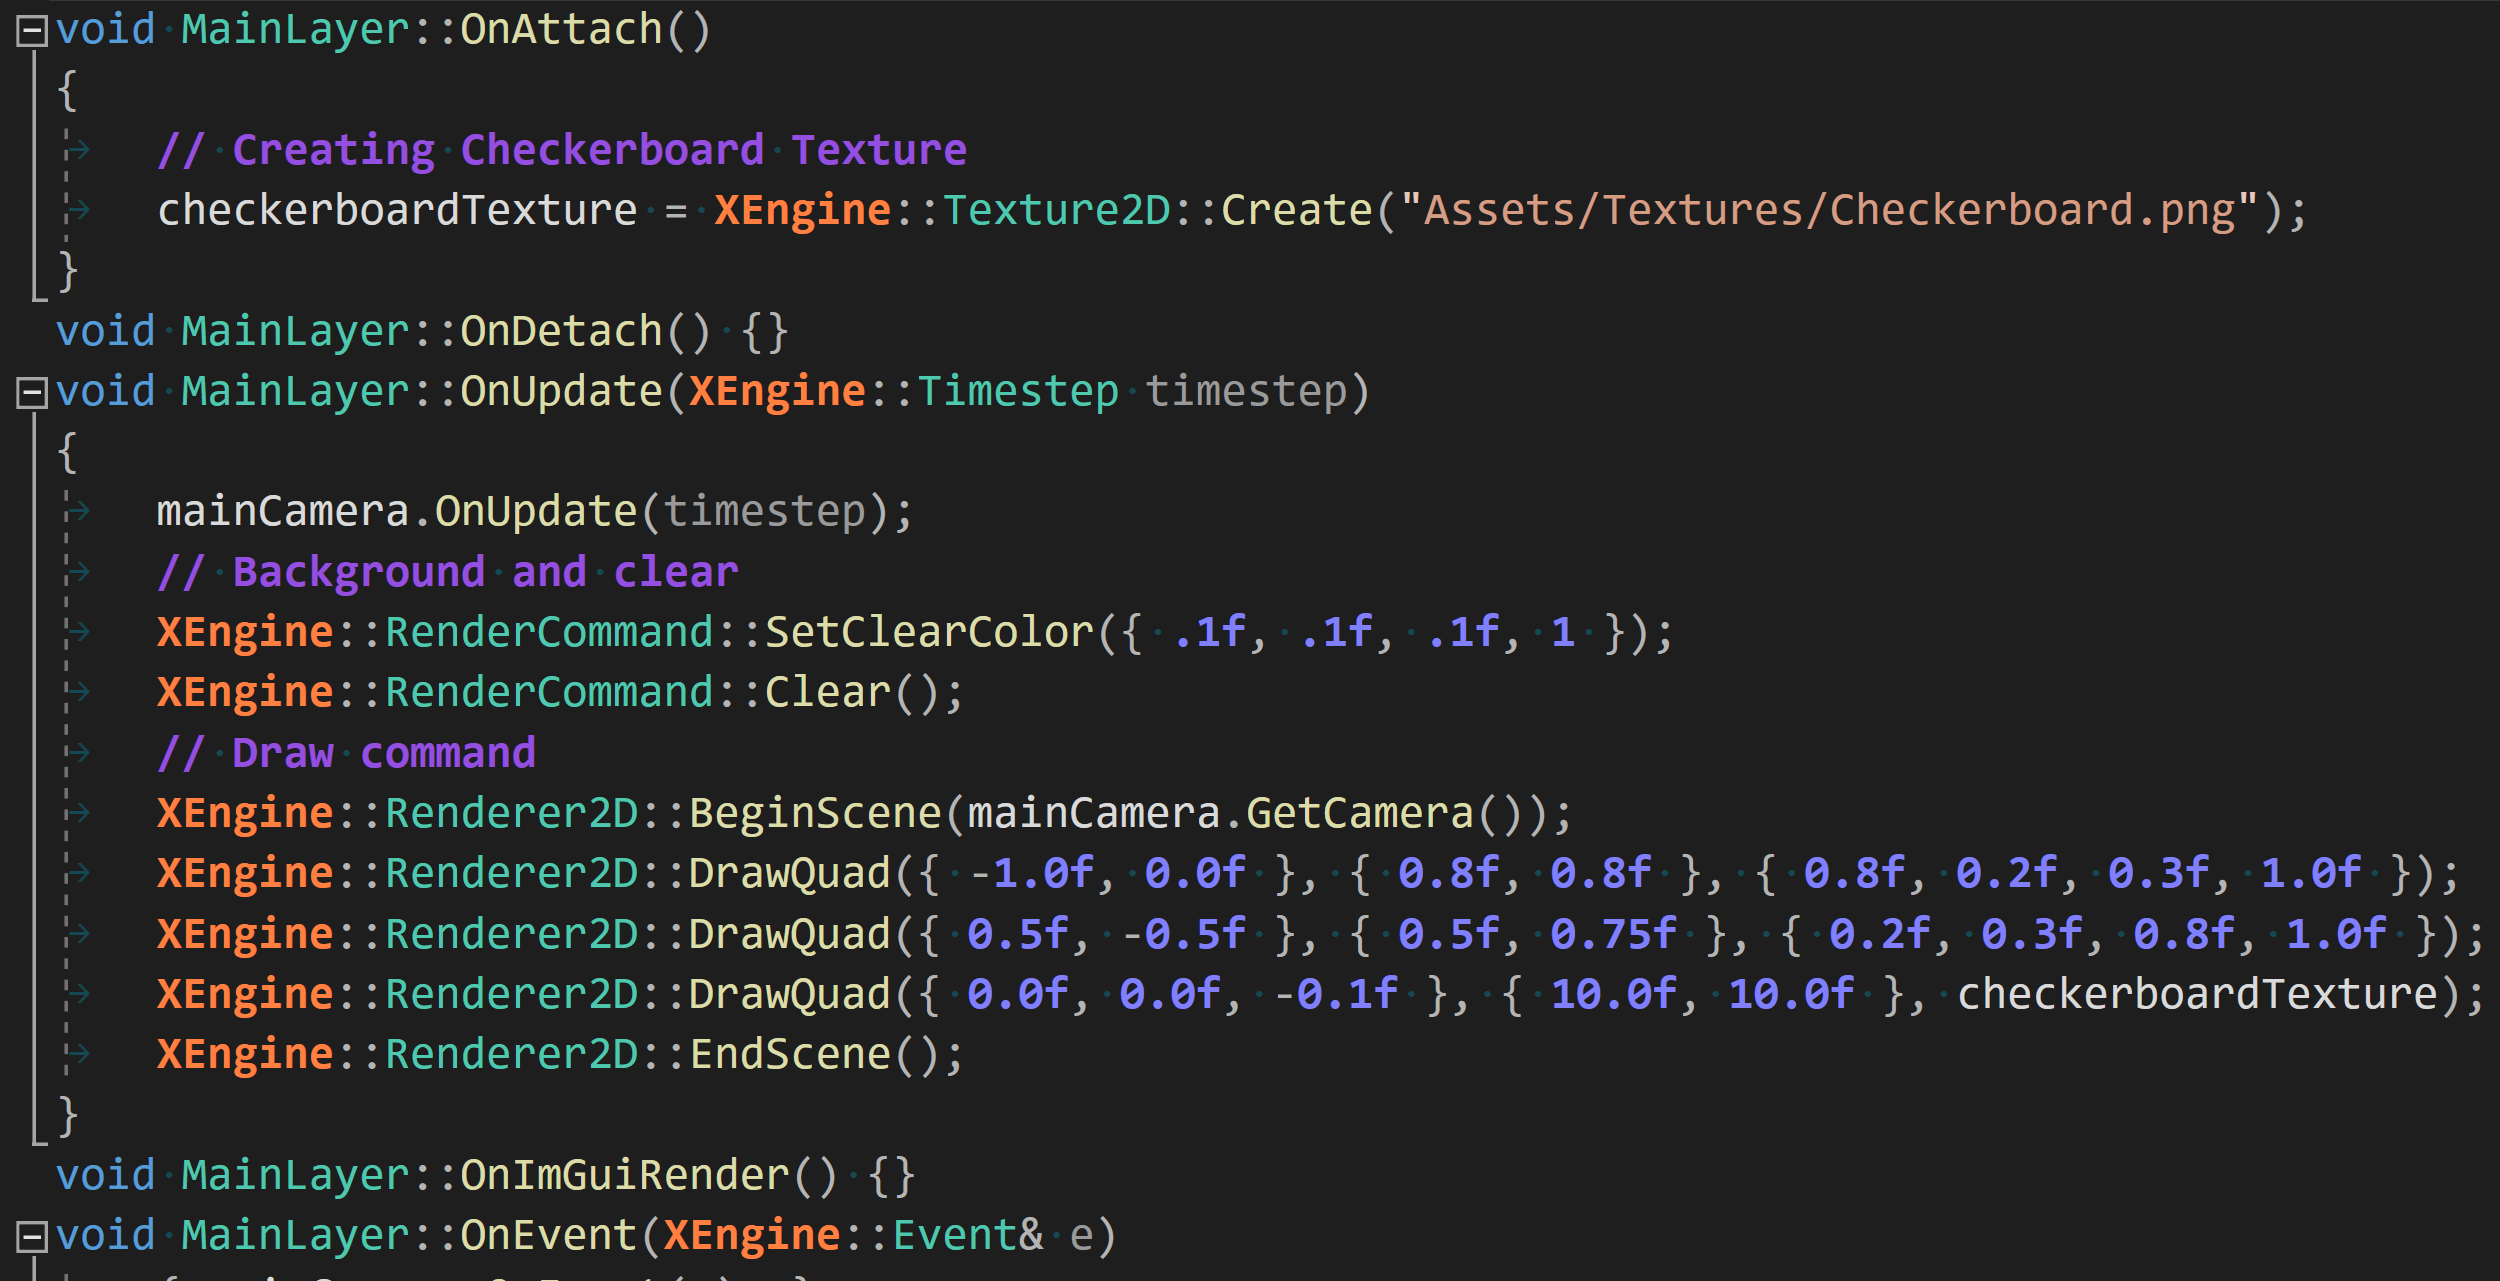 void MainLayer::OnAttach()
{
// Creating Checkerboard Texture
checkerboardTexture = XEngine::Texture2D::Create("Assets/Textures/Checkerboard.png");
}
void MainLayer::OnDetach() {}
void MainLayer::OnUpdate(XEngine::Timestep timestep)
{
mainCamera.OnUpdate(timestep);
// Background and clear
XEngine::RenderCommand::SetClearColor({ .1f, .1f, .1f, 1 });
XEngine::RenderCommand::Clear();
// Draw command
XEngine::Renderer2D::BeginScene(mainCamera.GetCamera());
XEngine::Renderer2D::DrawQuad({ -1.0f, 0.0f }, { 0.8f, 0.8f }, { 0.8f, 0.2f, 0.3f, 1.0f });
XEngine::Renderer2D::DrawQuad({ 0.5f, -0.5f }, { 0.5f, 0.75f }, { 0.2f, 0.3f, 0.8f, 1.0f });
XEngine::Renderer2D::DrawQuad({ 0.0f, 0.0f, -0.1f }, { 10.0f, 10.0f }, checkerboardTexture);
XEngine::Renderer2D::EndScene();
}
void MainLayer::OnImGuiRender() {}
void MainLayer::OnEvent(XEngine::Event& e)